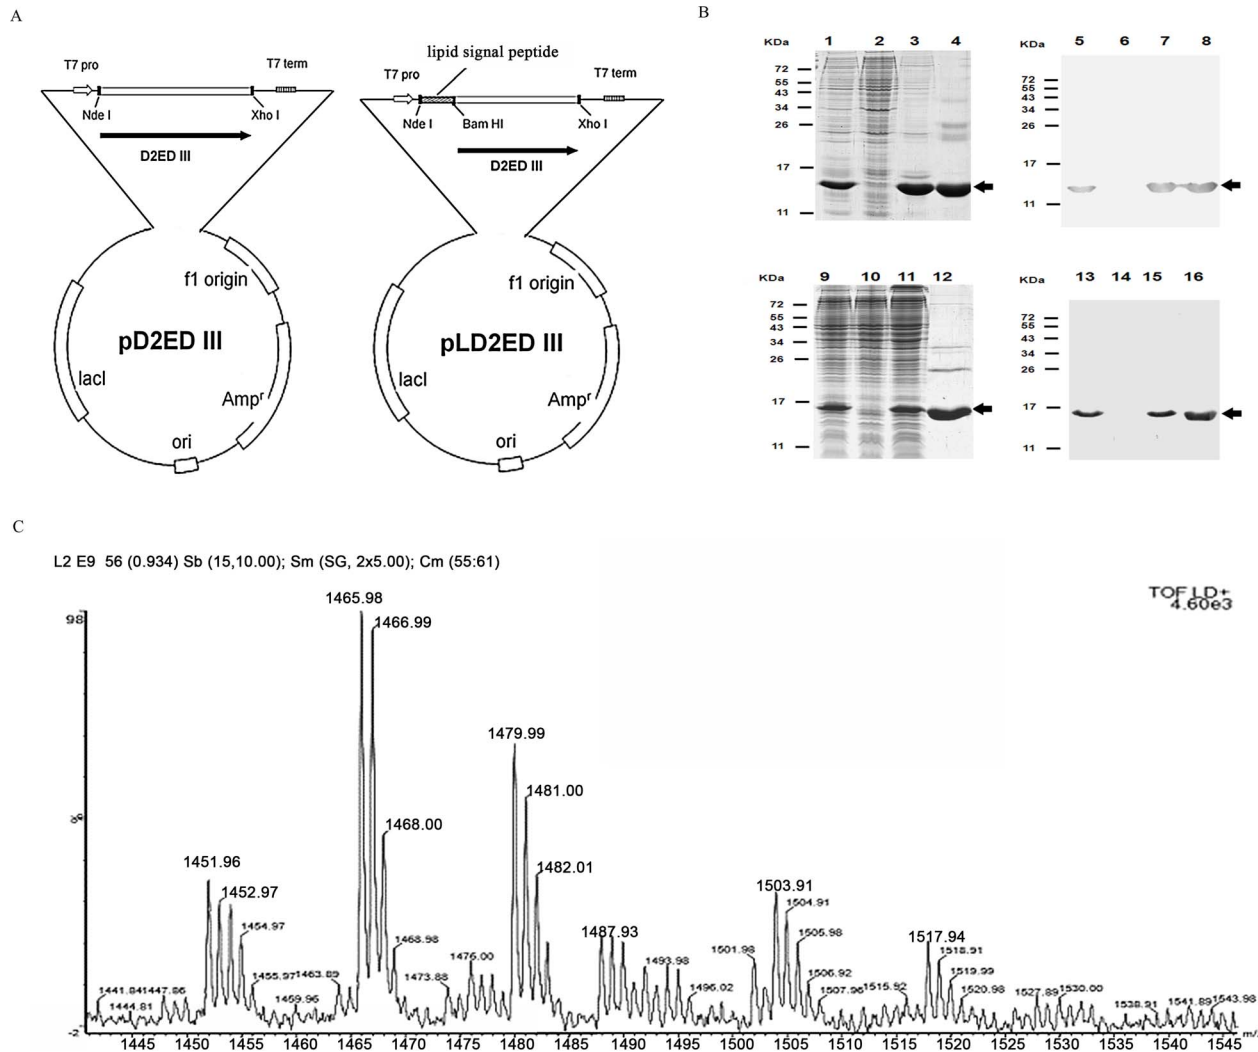 A
lipid signal peptide
T7 pro
T7 term
Nde I
Xho I
D2ED III
T7 pro
T7 term
Nde I
Bam HI
Xho I
D2ED III
f1 origin
pD2ED III
lacI
Ampr
ori
f1 origin
pLD2ED III
lacI
Ampr
ori
B
KDa
1 2 3 4
72
55
43
34
26
17
11
KDa
5 6 7 8
72
55
43
34
26
17
11
KDa
9 10 11 12
72
55
43
34
26
17
11
KDa
13 14 15 16
72
55
43
34
26
17
11
C
L2 E9 56 (0.934) Sb (15,10.00); Sm (SG, 2x5.00); Cm (55:61)
TOF LD+
4.60e3
98
%
-2
1441.84
1444.81
1447.86
1451.96
1452.97
1454.97
1455.97
1459.96
1463.89
1465.98
1466.99
1468.00
1468.98
1473.88
1476.00
1479.99
1481.00
1482.01
1487.93
1493.98
1496.02
1501.98
1503.91
1504.91
1505.98
1506.92
1507.96
1515.92
1517.94
1518.91
1519.99
1520.98
1527.89
1530.00
1538.91
1541.89
1543.98
1445 1450 1455 1460 1465 1470 1475 1480 1485 1490 1495 1500 1505 1510 1515 1520 1525 1530 1535 1540 1545